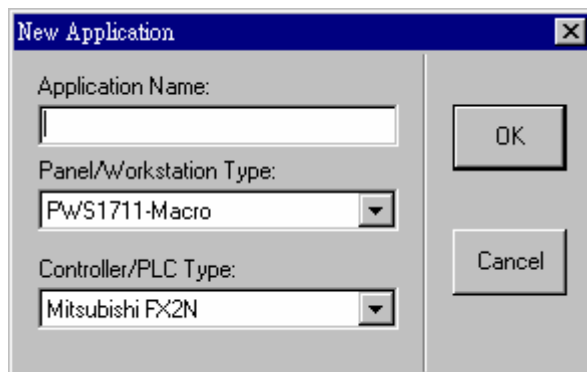 New Application
Application Name:
Panel/Workstation Type:
PWS1711-Macro
Controller/PLC Type:
Mitsubishi FX2N
OK
Cancel